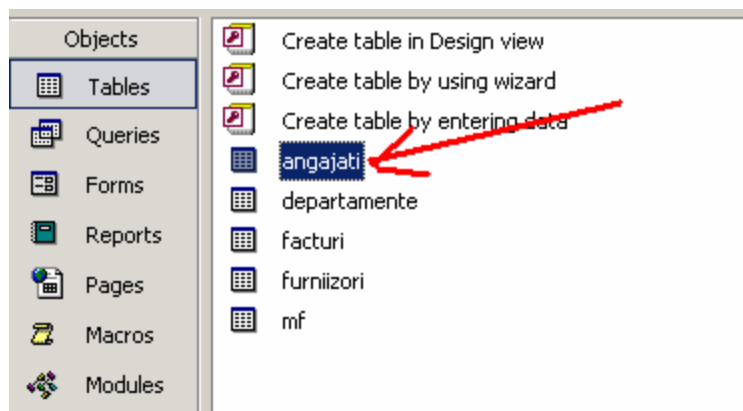 Objects
Tables
Queries
Forms
Reports
Pages
Macros
Modules
Create table in Design view
Create table by using wizard
Create table by entering data
angajati
departamente
facturi
furniizori
mf